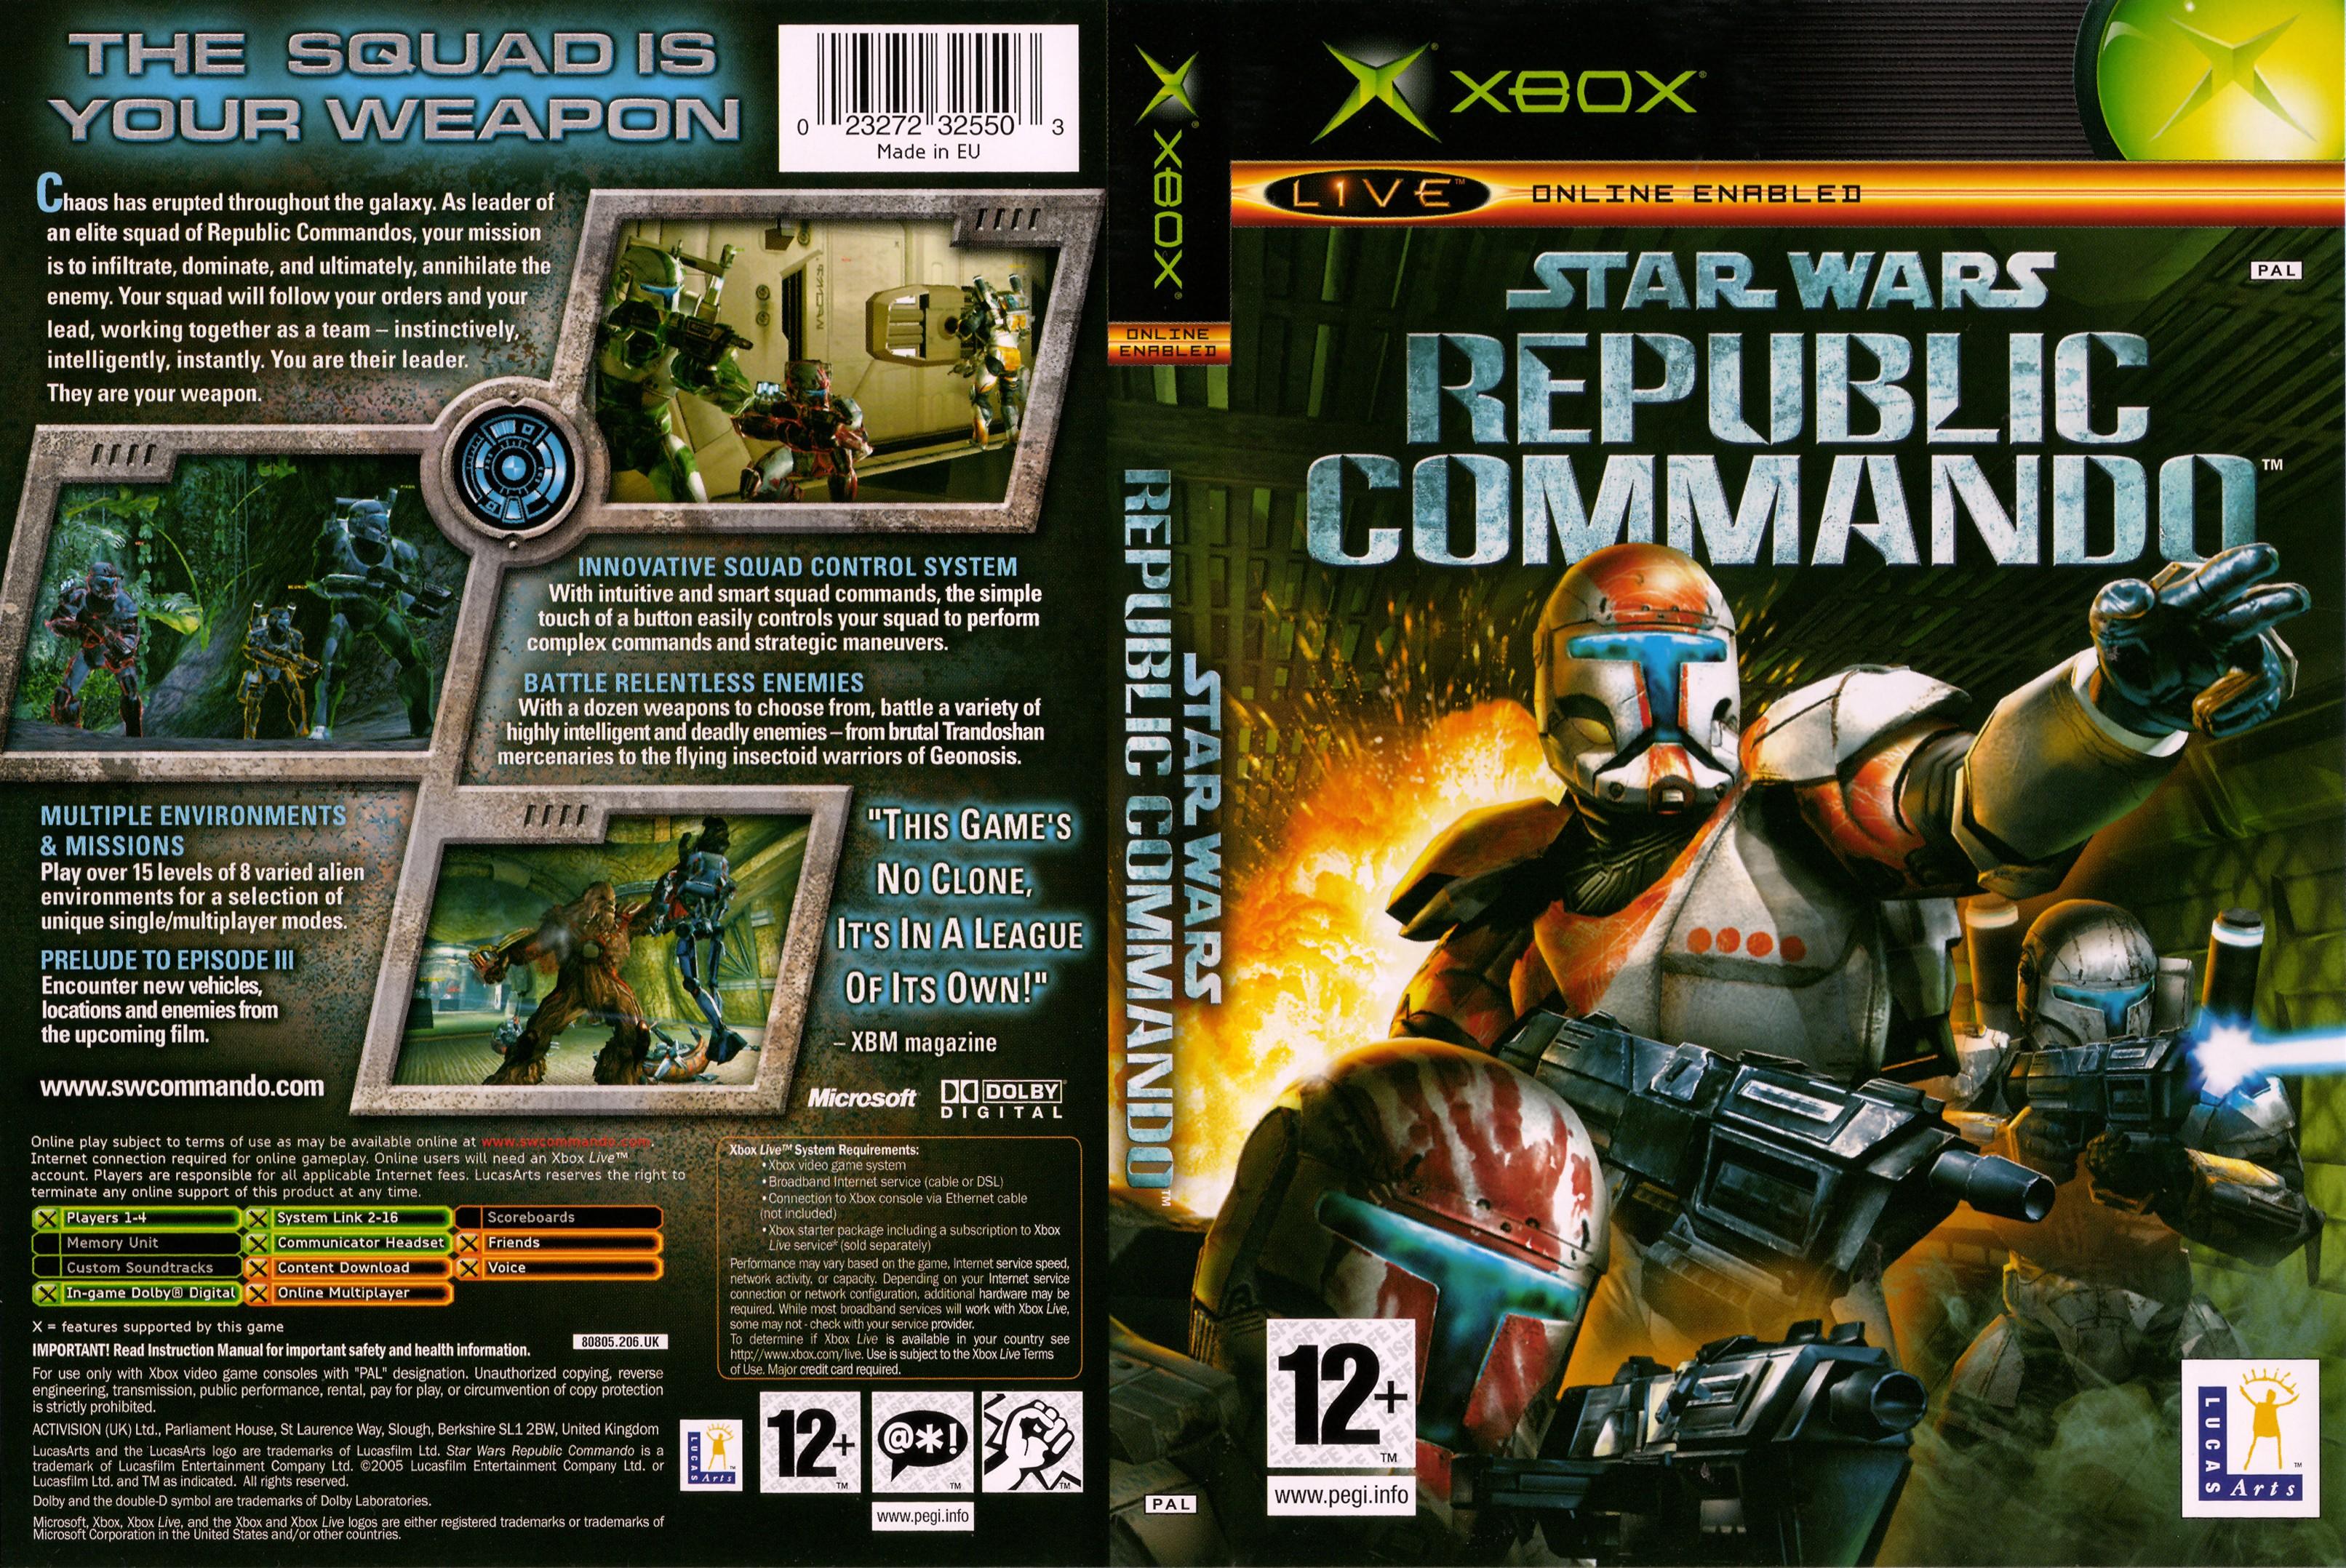 THE SQUAD IS
YOUR WEAPON
0 23272 32550 3
Made in EU
Chaos has erupted throughout the galaxy. As leader of
an elite squad of Republic Commandos, your mission
is to infiltrate, dominate, and ultimately, annihilate the
enemy. Your squad will follow your orders and your
lead, working together as a team – instinctively,
intelligently, instantly. You are their leader.
They are your weapon.
INNOVATIVE SQUAD CONTROL SYSTEM
With intuitive and smart squad commands, the simple
touch of a button easily controls your squad to perform
complex commands and strategic maneuvers.
BATTLE RELENTLESS ENEMIES
With a dozen weapons to choose from, battle a variety of
highly intelligent and deadly enemies – from brutal Trandoshan
mercenaries to the flying insectoid warriors of Geonosis.
MULTIPLE ENVIRONMENTS
& MISSIONS
Play over 15 levels of 8 varied alien
environments for a selection of
unique single/multiplayer modes.
PRELUDE TO EPISODE III
Encounter new vehicles,
locations and enemies from
the upcoming film.
www.swcommando.com
"THIS GAME'S
NO CLONE,
IT'S IN A LEAGUE
OF ITS OWN!"
– XBM magazine
Microsoft
DOLBY
DIGITAL
Online play subject to terms of use as may be available online at www.swcommando.com.
Internet connection required for online gameplay. Online users will need an Xbox Live™
account. Players are responsible for all applicable Internet fees. LucasArts reserves the right to
terminate any online support of this product at any time.
X Players 1-4
X System Link 2-16
Scoreboards
Memory Unit
X Communicator Headset
X Friends
Custom Soundtracks
X Content Download
X Voice
X In-game Dolby® Digital
X Online Multiplayer
X = features supported by this game
80805.206.UK
IMPORTANT! Read Instruction Manual for important safety and health information.
For use only with Xbox video game consoles with "PAL" designation. Unauthorized copying, reverse
engineering, transmission, public performance, rental, pay for play, or circumvention of copy protection
is strictly prohibited.
ACTIVISION (UK) Ltd., Parliament House, St Laurence Way, Slough, Berkshire SL1 2BW, United Kingdom
LucasArts and the LucasArts logo are trademarks of Lucasfilm Ltd. Star Wars Republic Commando is a
trademark of Lucasfilm Entertainment Company Ltd. ©2005 Lucasfilm Entertainment Company Ltd. or
Lucasfilm Ltd. and TM as indicated. All rights reserved.
Dolby and the double-D symbol are trademarks of Dolby Laboratories.
Microsoft, Xbox, Xbox Live, and the Xbox and Xbox Live logos are either registered trademarks or trademarks of
Microsoft Corporation in the United States and/or other countries.
Xbox Live™ System Requirements:
• Xbox video game system
• Broadband Internet service (cable or DSL)
• Connection to Xbox console via Ethernet cable
(not included)
• Xbox starter package including a subscription to Xbox
Live service* (sold separately)
Performance may vary based on the game, Internet service speed,
network activity, or capacity. Depending on your Internet service
connection or network configuration, additional hardware may be
required. While most broadband services will work with Xbox Live,
some may not - check with your service provider.
To determine if Xbox Live is available in your country see
http://www.xbox.com/live. Use is subject to the Xbox Live Terms
of Use. Major credit card required.
LUCAS
Arts
12+
™
@*!
™
™
www.pegi.info
XBOX®
ONLINE
ENABLED
STAR WARS
REPUBLIC COMMANDO™
PAL
XBOX®
LIVE™
ONLINE ENABLED
PAL
STAR WARS
REPUBLIC
COMMANDO™
12+
™
www.pegi.info
LUCAS
Arts
™